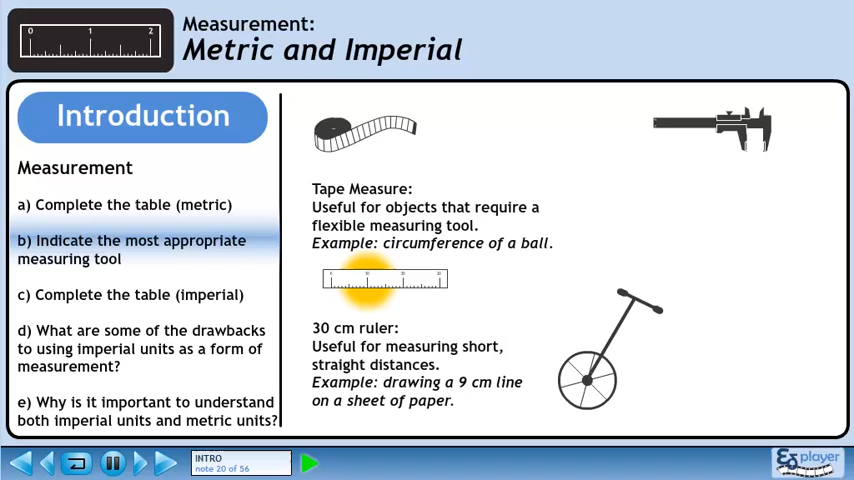 0 1 2
Measurement:
Metric and Imperial
Introduction
Measurement
a) Complete the table (metric)
b) Indicate the most appropriate
measuring tool
c) Complete the table (imperial)
d) What are some of the drawbacks
to using imperial units as a form of
measurement?
e) Why is it important to understand
both imperial units and metric units?
Tape Measure:
Useful for objects that require a
flexible measuring tool.
Example: circumference of a ball.
0 10 20 30
30 cm ruler:
Useful for measuring short,
straight distances.
Example: drawing a 9 cm line
on a sheet of paper.
INTRO
note 20 of 56
player